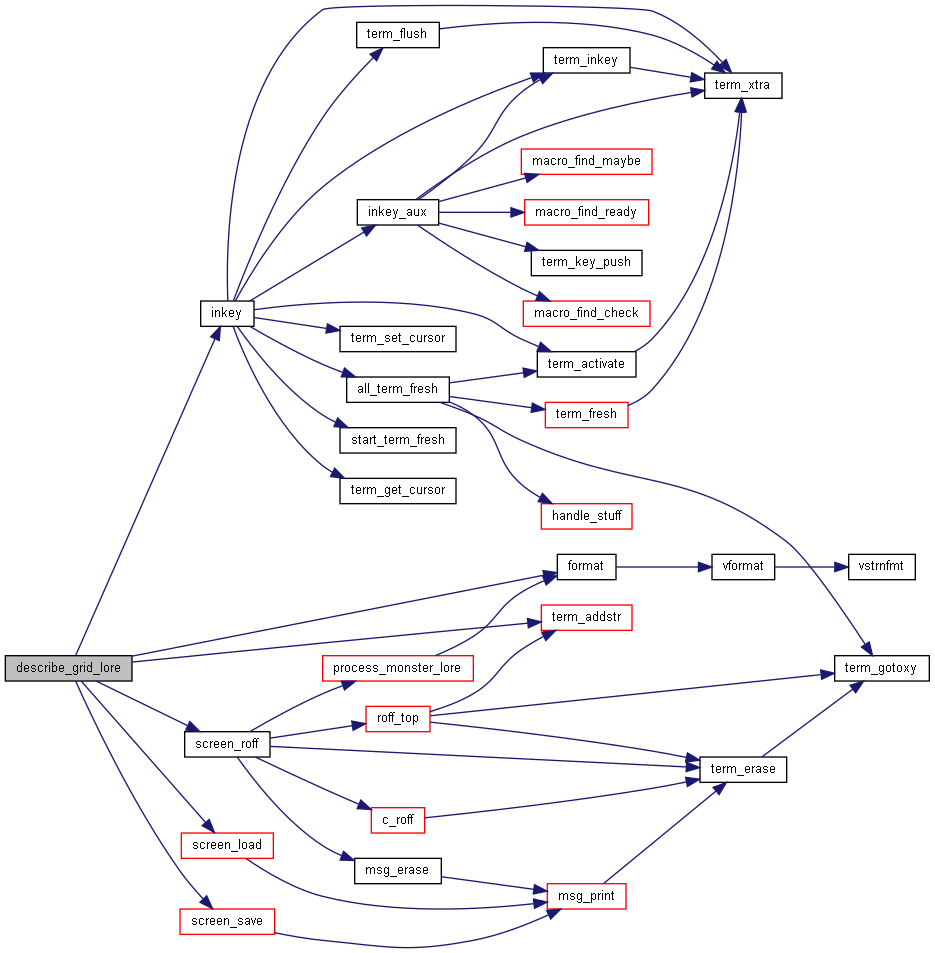 term_flush
term_inkey
term_xtra
macro_find_maybe
inkey_aux
macro_find_ready
term_key_push
inkey
macro_find_check
term_set_cursor
term_activate
all_term_fresh
term_fresh
start_term_fresh
term_get_cursor
handle_stuff
format
vformat
vstrnfmt
term_addstr
describe_grid_lore
process_monster_lore
term_gotoxy
roff_top
screen_roff
term_erase
c_roff
screen_load
msg_erase
msg_print
screen_save